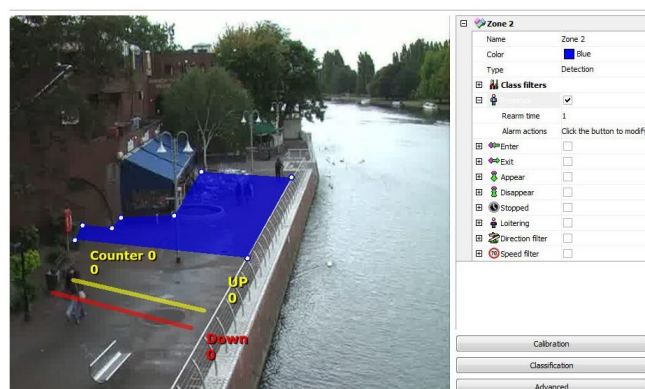 Zone 2
Name Zone 2
Color Blue
Type Detection
Class filters
Rearm time 1
Alarm actions Click the button to modify
Enter
Exit
Appear
Disappear
Stopped
Loitering
Direction filter
Speed filter
Counter 0
0
UP
0
Down
0
Calibration
Classification
Advanced